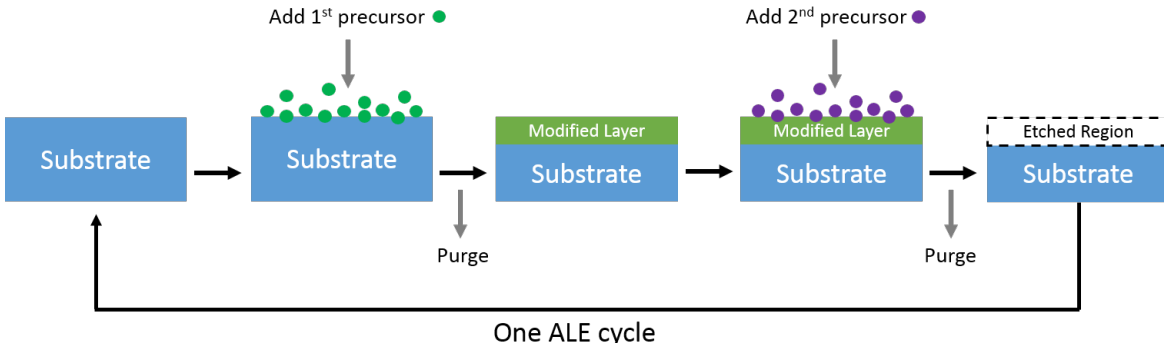 Add 1st precursor
Add 2nd precursor
Modified Layer
Modified Layer
Etched Region
Substrate
Substrate
Substrate
Substrate
Substrate
Purge
Purge
One ALE cycle